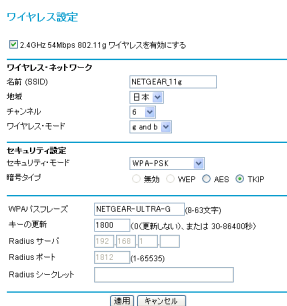 ワイヤレス設定
2.4GHz 54Mbps 802.11g ワイヤレスを有効にする
ワイヤレス・ネットワーク
名前 (SSID) NETGEAR_11g
地域 日本
チャンネル 6
ワイヤレス・モード g and b
セキュリティ設定
セキュリティ・モード WPA-PSK
暗号タイプ 無効 WEP AES TKIP
WPAパスフレーズ NETGEAR-ULTRA-G (8-63文字)
キーの更新 1800 (0(更新しない)、または 30-86400秒)
Radius サーバ 192 .168 .1 .
Radius ポート 1812 (1-65535)
Radius シークレット
適用 キャンセル